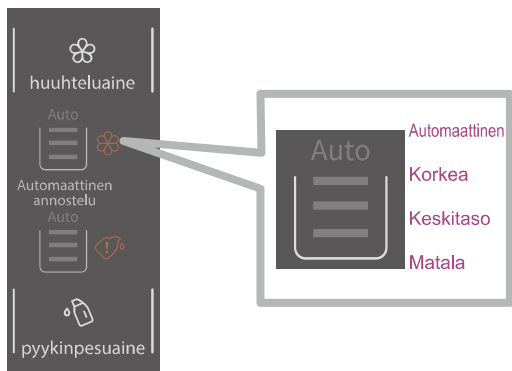 huuhteluaine
Auto
Automaattinen
annostelu
Auto
pyykinpesuaine
Auto
Automaattinen
Korkea
Keskitaso
Matala